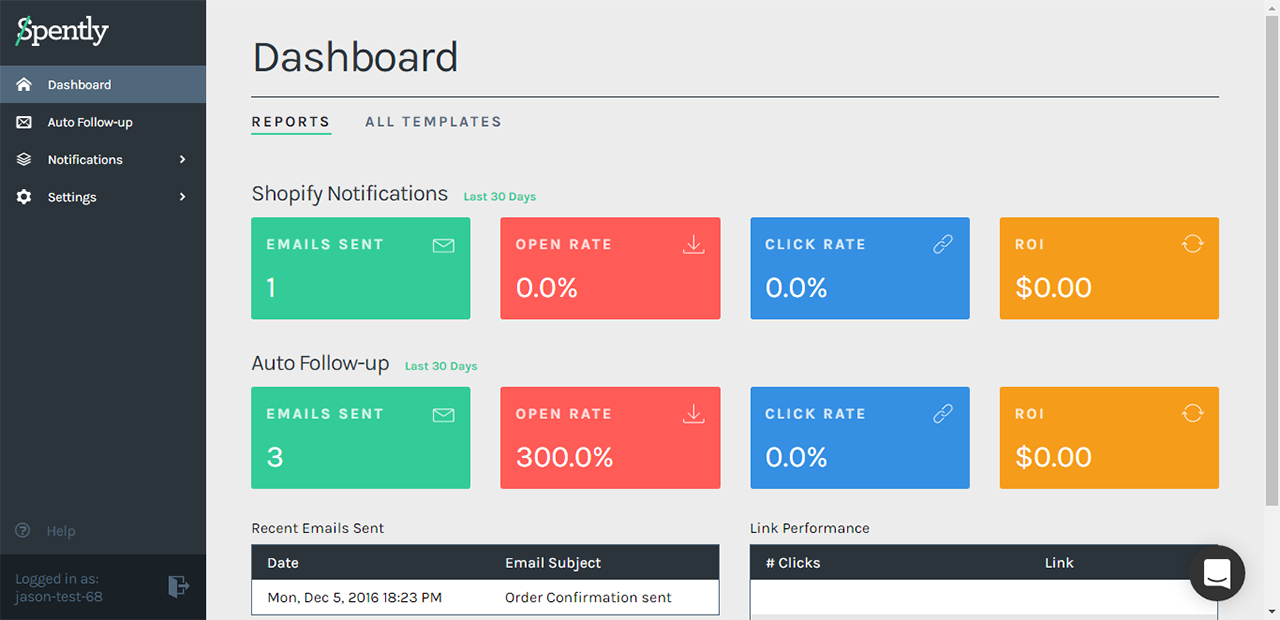 Spently
Dashboard
Auto Follow-up
Notifications
Settings
Help
Logged in as:
jason-test-68
Dashboard
REPORTS ALL TEMPLATES
Shopify Notifications Last 30 Days
EMAILS SENT OPEN RATE CLICK RATE ROI
1 0.0% 0.0% $0.00
Auto Follow-up Last 30 Days
EMAILS SENT OPEN RATE CLICK RATE ROI
3 300.0% 0.0% $0.00
Recent Emails Sent Link Performance
Date Email Subject # Clicks Link
Mon, Dec 5, 2016 18:23 PM Order Confirmation sent